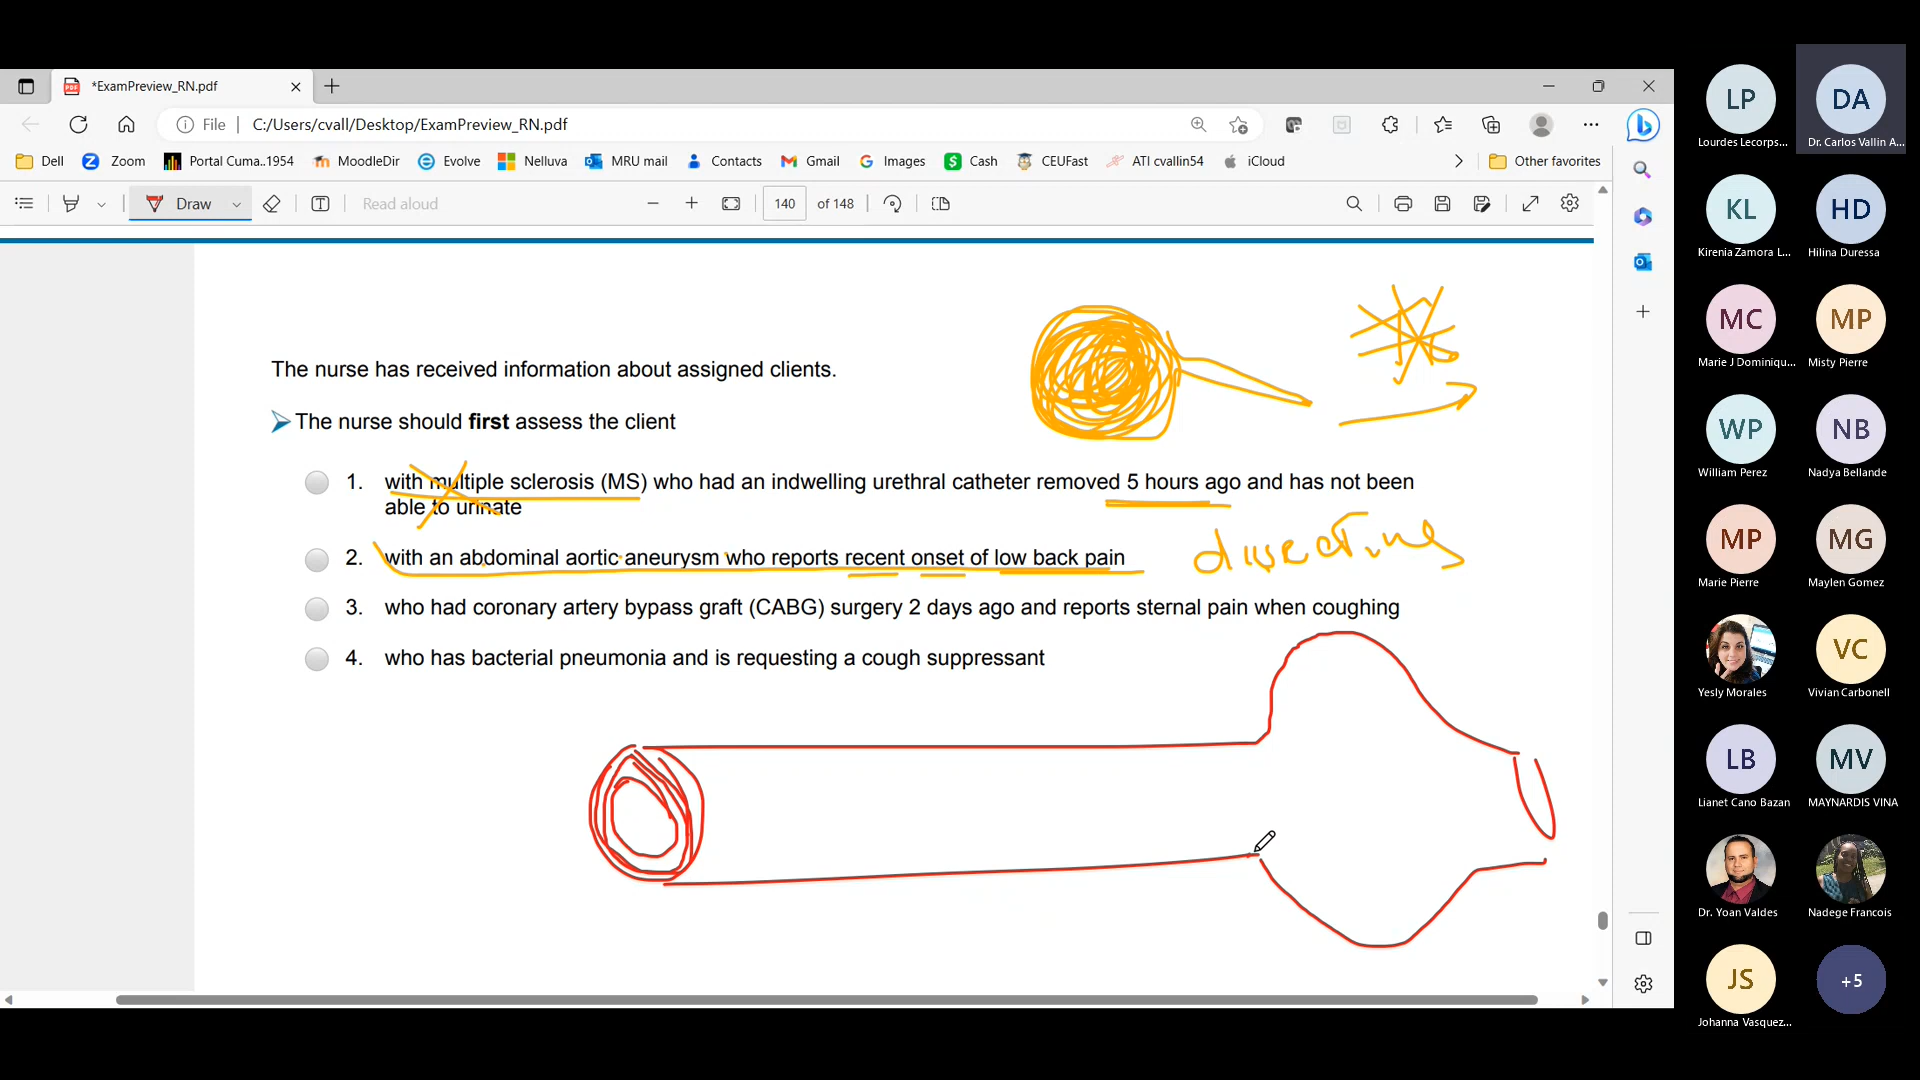 *ExamPreview_RN.pdf
File
C:/Users/cvall/Desktop/ExamPreview_RN.pdf
Dell
Zoom
Portal Cuma..1954
MoodleDir
Evolve
Nelluva
MRU mail
Contacts
Gmail
Images
Cash
CEUFast
ATI cvallin54
iCloud
Other favorites
Draw
Read aloud
140 of 148
The nurse has received information about assigned clients.
The nurse should first assess the client
1. with multiple sclerosis (MS) who had an indwelling urethral catheter removed 5 hours ago and has not been
able to urinate
2. with an abdominal aortic aneurysm who reports recent onset of low back pain
3. who had coronary artery bypass graft (CABG) surgery 2 days ago and reports sternal pain when coughing
4. who has bacterial pneumonia and is requesting a cough suppressant
LP
Lourdes Lecorps...
DA
Dr. Carlos Vallin A...
KL
Kirenia Zamora L...
HD
Hilina Duressa
MC
Marie J Dominiqu...
MP
Misty Pierre
WP
William Perez
NB
Nadya Bellande
MP
Marie Pierre
MG
Maylen Gomez
Yesly Morales
VC
Vivian Carbonell
LB
Lianet Cano Bazan
MV
MAYNARDIS VINA
Dr. Yoan Valdes
Nadege Francois
JS
Johanna Vasquez...
+5